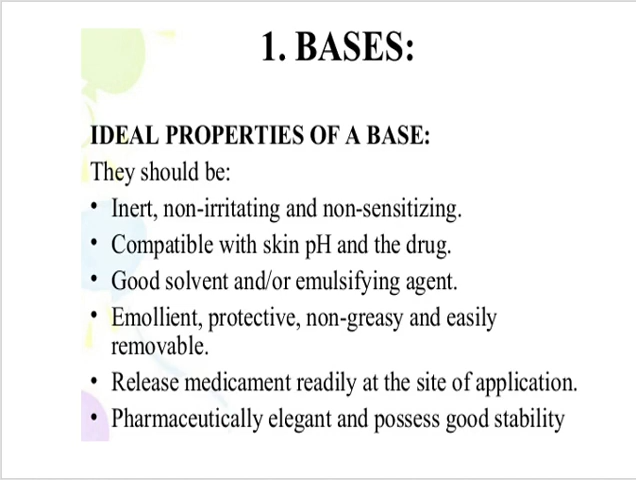 1. BASES:
IDEAL PROPERTIES OF A BASE:
They should be:
• Inert, non-irritating and non-sensitizing.
• Compatible with skin pH and the drug.
• Good solvent and/or emulsifying agent.
• Emollient, protective, non-greasy and easily
removable.
• Release medicament readily at the site of application.
• Pharmaceutically elegant and possess good stability